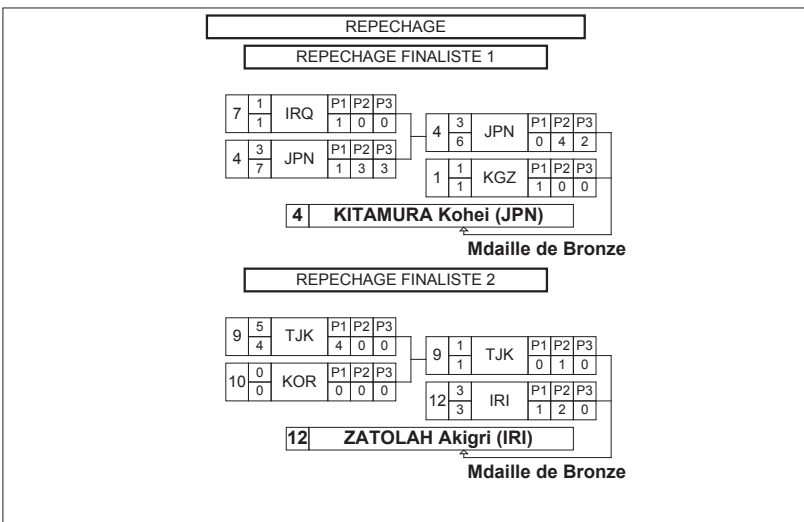 REPECHAGE
REPECHAGE FINALISTE 1
7 1 IRQ P1 P2 P3
1 1 0 0
4 3 JPN P1 P2 P3
7 1 3 3
4 3 JPN P1 P2 P3
6 0 4 2
1 1 KGZ P1 P2 P3
1 1 0 0
4 KITAMURA Kohei (JPN)
Mdaille de Bronze
REPECHAGE FINALISTE 2
9 5 TJK P1 P2 P3
4 4 0 0
10 0 KOR P1 P2 P3
0 0 0 0
9 1 TJK P1 P2 P3
1 0 1 0
12 3 IRI P1 P2 P3
3 1 2 0
12 ZATOLAH Akigri (IRI)
Mdaille de Bronze